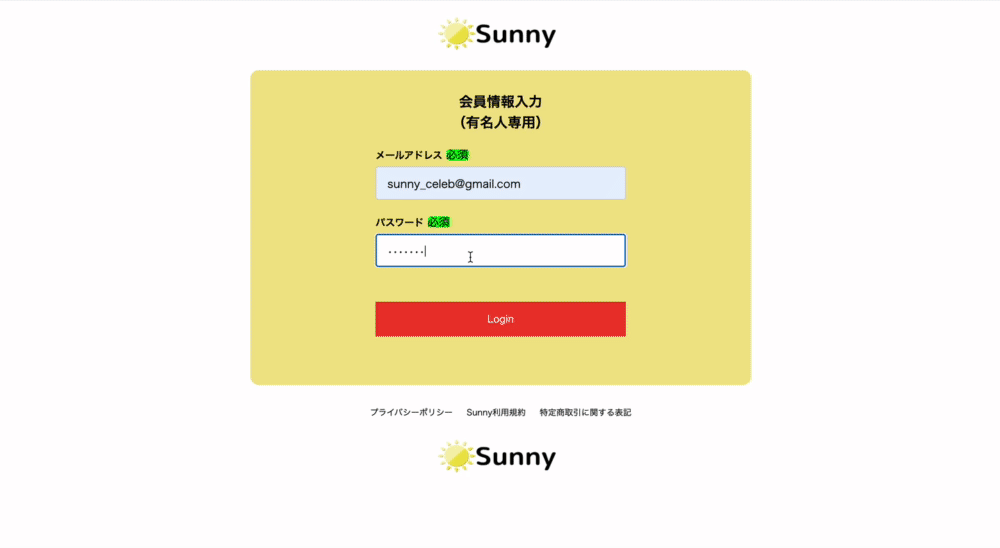 Sunny
会員情報入力
（有名人専用）
メールアドレス 必須
sunny_celeb@gmail.com
パスワード 必須
·······
Login
プライバシーポリシー Sunny利用規約 特定商取引に関する表記
Sunny